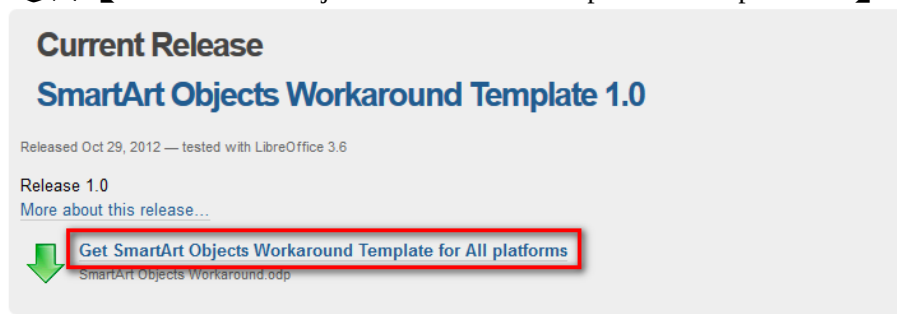 Current Release
SmartArt Objects Workaround Template 1.0
Released Oct 29, 2012 — tested with LibreOffice 3.6
Release 1.0
More about this release...
Get SmartArt Objects Workaround Template for All platforms
SmartArt Objects Workaround.odp